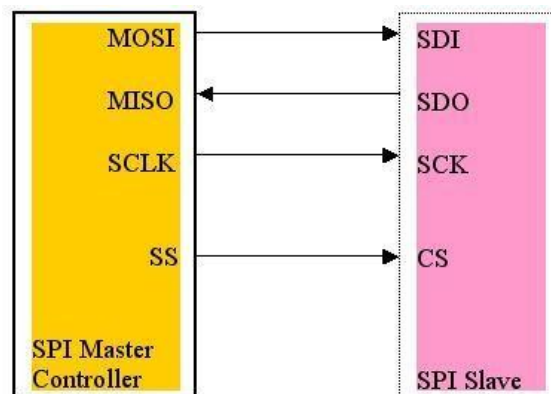 MOSI
SDI
MISO
SDO
SCLK
SCK
SS
CS
SPI Master
Controller
SPI Slave